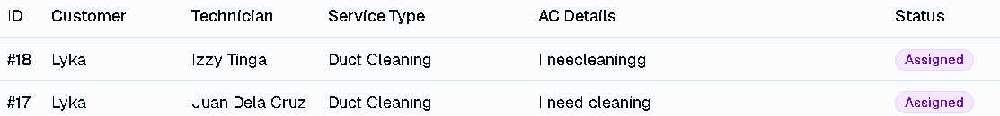 ID Customer Technician Service Type AC Details Status
#18 Lyka Izzy Tinga Duct Cleaning I neecleaningg Assigned
#17 Lyka Juan Dela Cruz Duct Cleaning I need cleaning Assigned